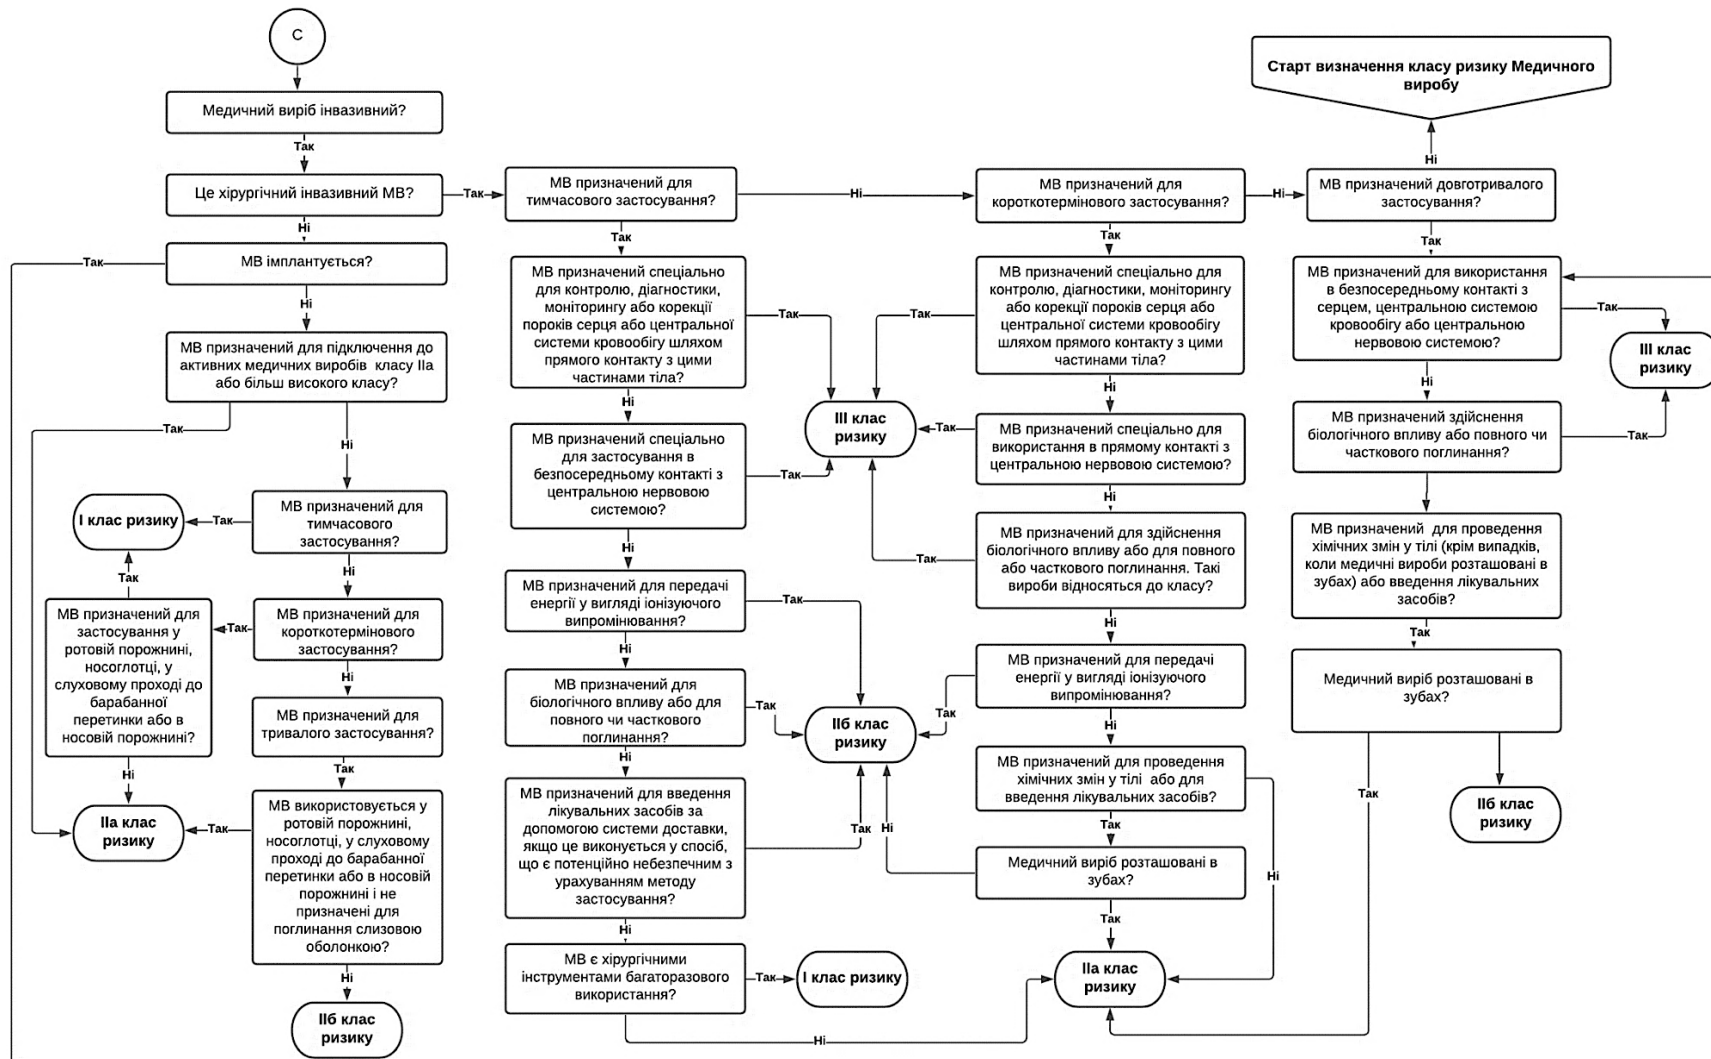 С
Медичний виріб інвазивний?
Так
Це хірургічний інвазивний МВ?
Так
Ні
МВ імплантується?
Так
Ні
МВ призначений для підключення до
активних медичних виробів класу ІІа
або більш високого класу?
Так
Ні
МВ призначений для
тимчасового
застосування?
Так
І клас ризику
Ні
МВ призначений для
короткотермінового
застосування?
Так
МВ призначений для
застосування у
ротовій порожнині,
носоглотці, у
слуховому проході до
барабанної
перетинки або в
носовій порожнині?
Так
Ні
ІІа клас
ризику
Ні
МВ призначений для
тривалого застосування?
Так
МВ використовується у
ротовій порожнині,
носоглотці, у слуховому
проході до барабанної
перетинки або в носовій
порожнині і не
призначені для
поглинання слизовою
оболонкою?
Так
Ні
ІІб клас
ризику
МВ призначений для
тимчасового застосування?
Ні
Так
МВ призначений спеціально
для контролю, діагностики,
моніторингу або корекції
пороків серця або центральної
системи кровообігу шляхом
прямого контакту з цими
частинами тіла?
Так
Ні
МВ призначений спеціально
для застосування в
безпосередньому контакті з
центральною нервовою
системою?
Так
Ні
МВ призначений для передачі
енергії у вигляді іонізуючого
випромінювання?
Так
Ні
МВ призначений для
біологічного впливу або для
повного чи часткового
поглинання?
Так
Ні
МВ призначений для введення
лікувальних засобів за
допомогою системи доставки,
якщо це виконується у спосіб,
що є потенційно небезпечним з
урахуванням методу
застосування?
Так
Ні
МВ є хірургічними
інструментами багаторазового
використання?
Так
І клас ризику
Ні
ІІІ клас
ризику
ІІб клас
ризику
МВ призначений для
короткотермінового застосування?
Ні
Так
МВ призначений спеціально для
контролю, діагностики, моніторингу
або корекції пороків серця або
центральної системи кровообігу
шляхом прямого контакту з цими
частинами тіла?
Так
Ні
МВ призначений спеціально для
використання в прямому контакті з
центральною нервовою системою?
Так
Ні
МВ призначений для здійснення
біологічного впливу або для повного
або часткового поглинання. Такі
вироби відносяться до класу?
Так
Ні
МВ призначений для передачі
енергії у вигляді іонізуючого
випромінювання?
Так
Ні
МВ призначений для проведення
хімічних змін у тілі або для
введення лікувальних засобів?
Ні
Так
Медичний виріб розташовані в
зубах?
Ні
Так
ІІа клас
ризику
Старт визначення класу ризику Медичного
виробу
Ні
МВ призначений довготривалого
застосування?
Так
МВ призначений для використання
в безпосередньому контакті з
серцем, центральною системою
кровообігу або центральною
нервовою системою?
Так
ІІІ клас
ризику
Ні
МВ призначений здійснення
біологічного впливу або повного чи
часткового поглинання?
Так
МВ призначений для проведення
хімічних змін у тілі (крім випадків,
коли медичні вироби розташовані в
зубах) або введення лікувальних
засобів?
Так
Медичний виріб розташовані в
зубах?
Так
ІІб клас
ризику